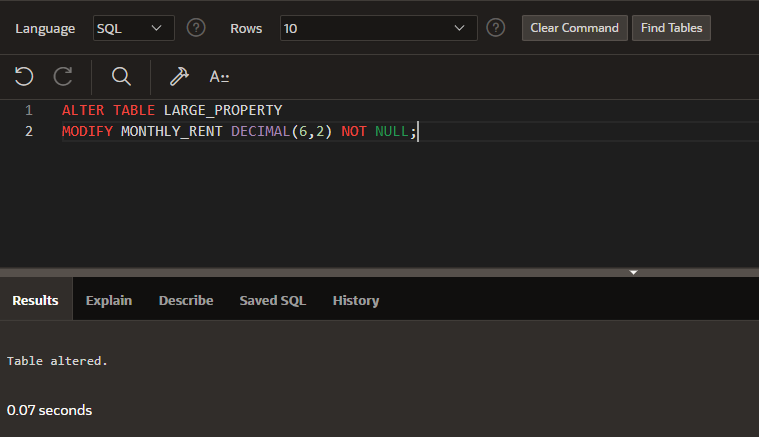 Language SQL ? Rows 10 ? Clear Command Find Tables
A::
1 ALTER TABLE LARGE_PROPERTY
2 MODIFY MONTHLY_RENT DECIMAL(6,2) NOT NULL;
Results Explain Describe Saved SQL History
Table altered.
0.07 seconds